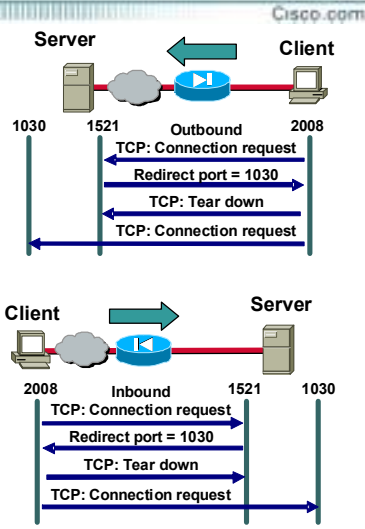 Cisco.com
Server
Client
1030 1521 Outbound 2008
TCP: Connection request
Redirect port = 1030
TCP: Tear down
TCP: Connection request
Client
Server
2008 Inbound 1521 1030
TCP: Connection request
Redirect port = 1030
TCP: Tear down
TCP: Connection request